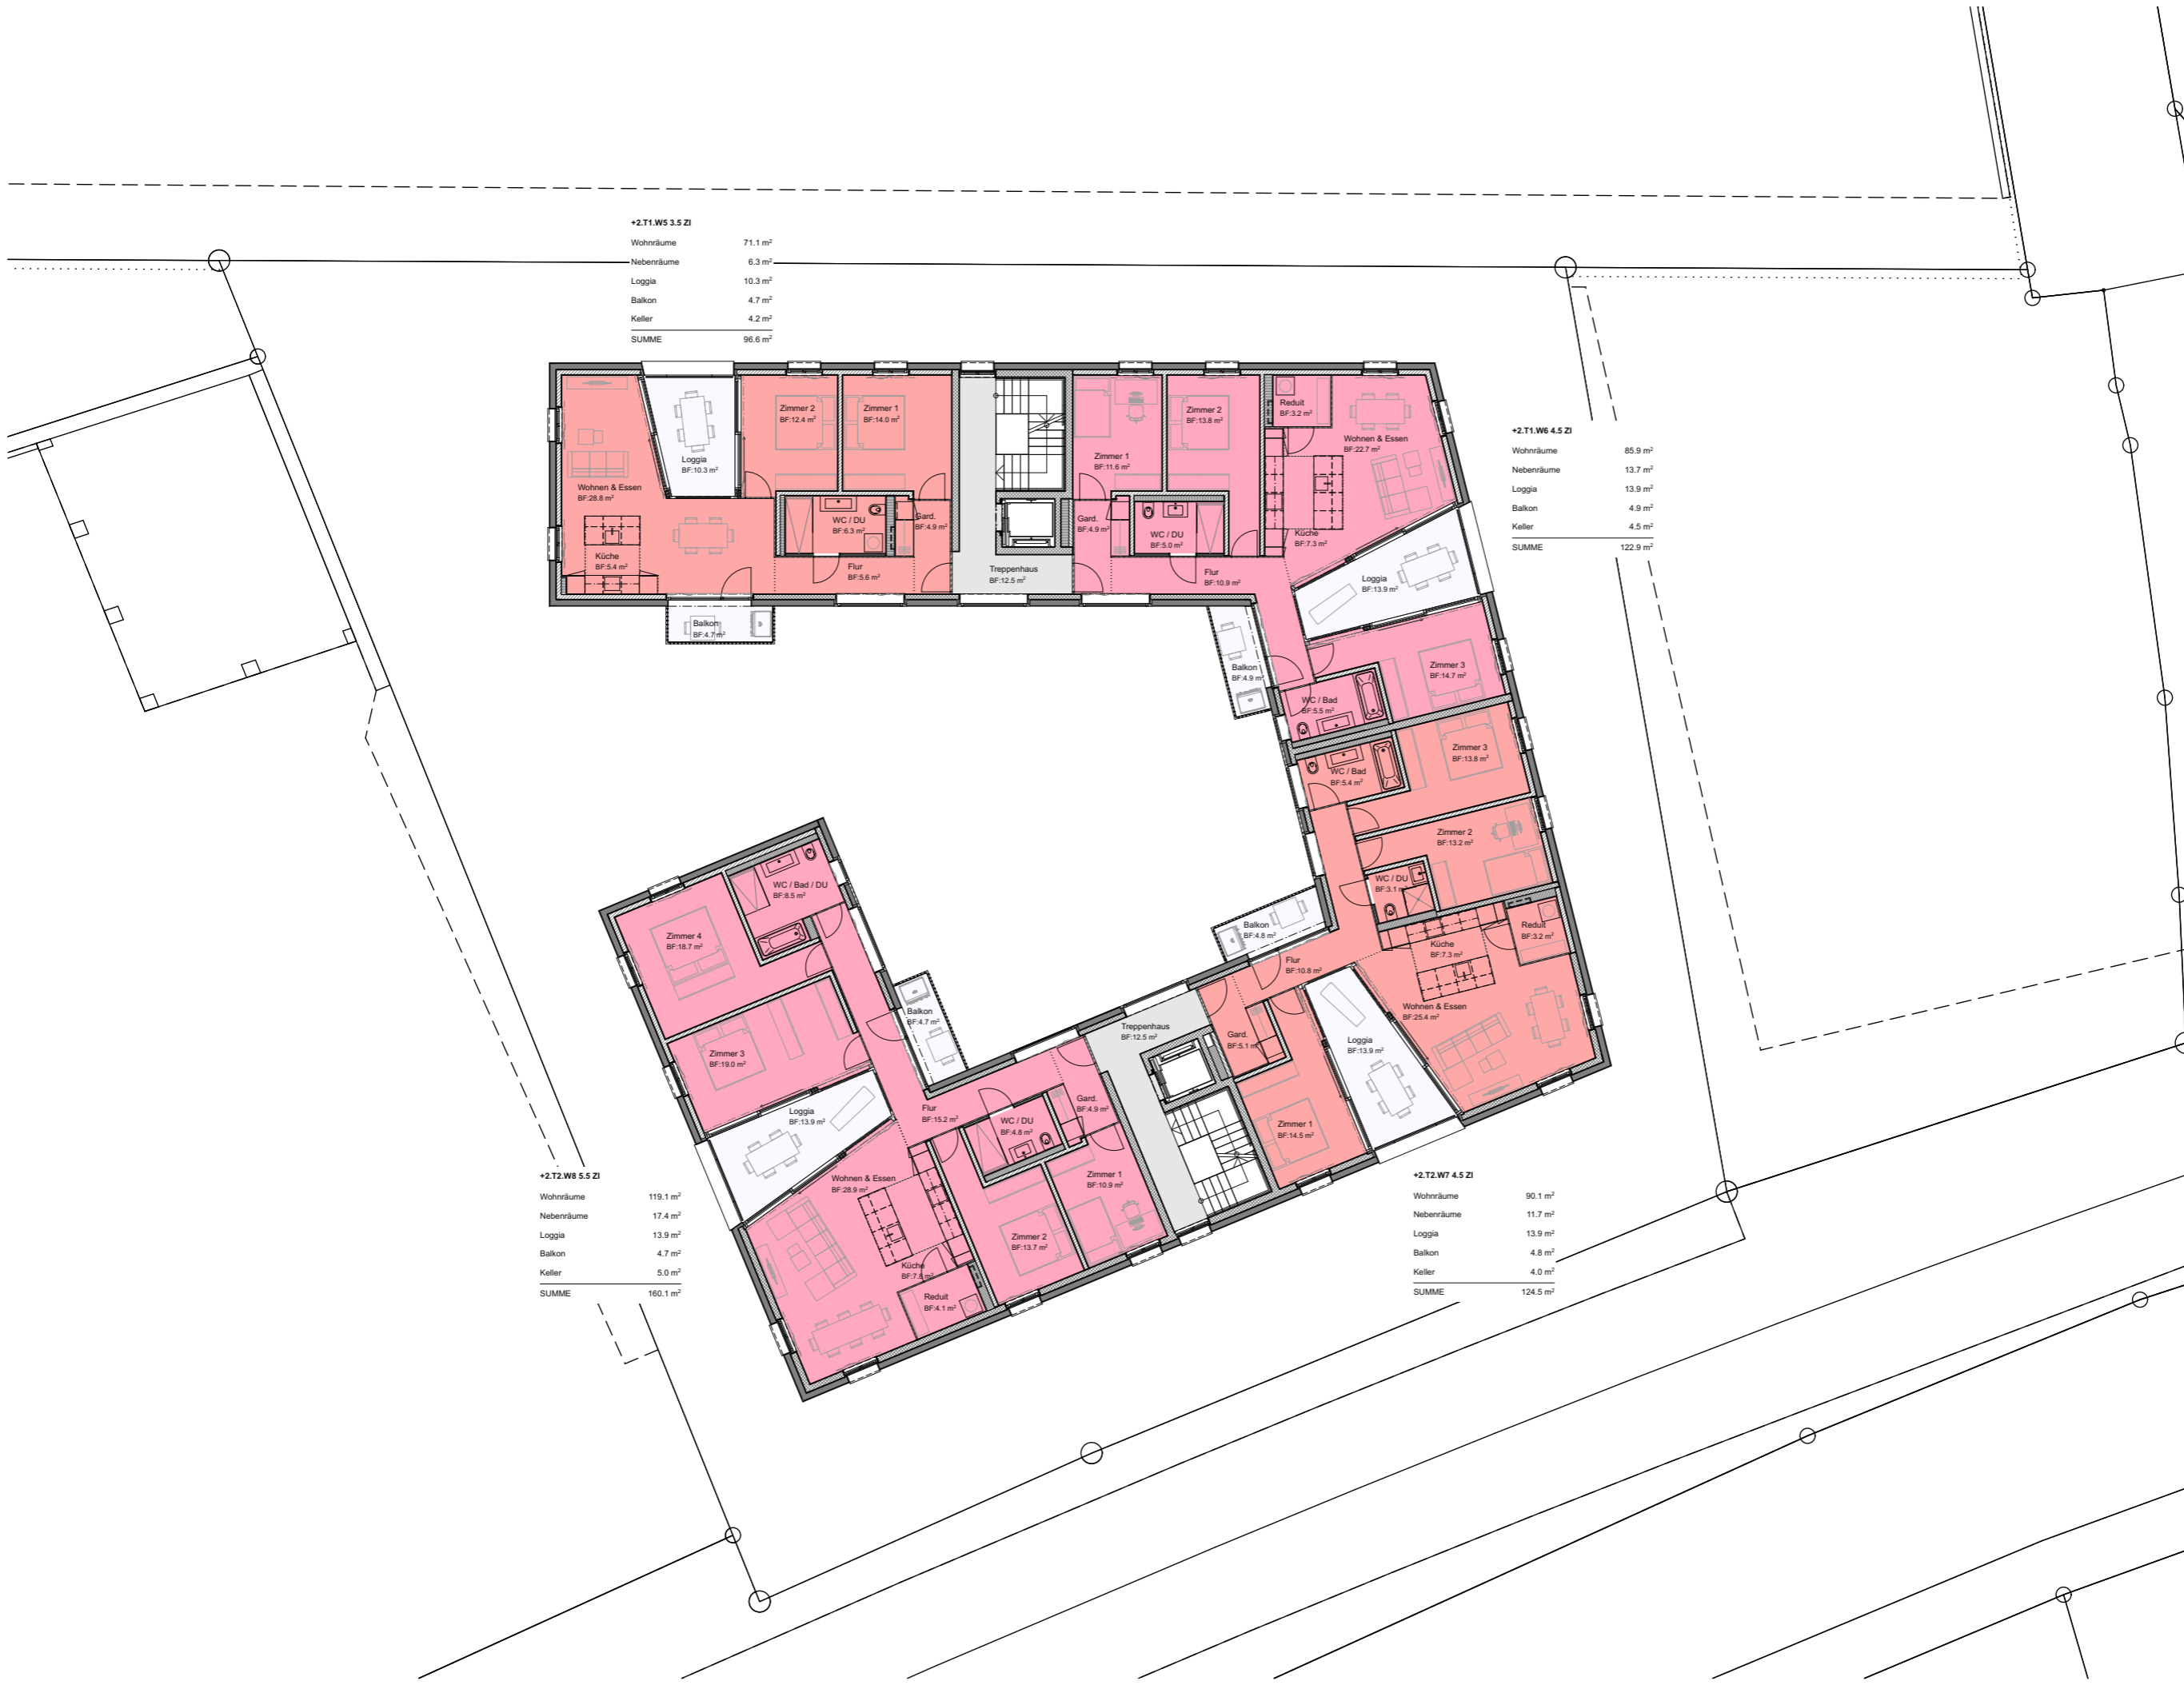 +2.T1.W5 3.5 ZI
Wohnräume 71.1 m²
Nebenräume 6.3 m²
Loggia 10.3 m²
Balkon 4.7 m²
Keller 4.2 m²
SUMME 96.6 m²
Zimmer 2
BF:12.4 m²
Zimmer 1
BF:14.0 m²
Loggia
BF:10.3 m²
Wohnen & Essen
BF:28.8 m²
WC / DU
BF:6.3 m²
Gard.
BF:4.9 m²
Küche
BF:5.4 m²
Flur
BF:5.6 m²
Balkon
BF:4.7 m²
Treppenhaus
BF:12.5 m²
Zimmer 1
BF:11.6 m²
Zimmer 2
BF:13.8 m²
Reduit
BF:3.2 m²
Wohnen & Essen
BF:22.7 m²
Gard.
BF:4.9 m²
WC / DU
BF:5.0 m²
Küche
BF:7.3 m²
Flur
BF:10.9 m²
Loggia
BF:13.9 m²
Balkon
BF:4.9 m²
Zimmer 3
BF:14.7 m²
WC / Bad
BF:5.5 m²
+2.T1.W6 4.5 ZI
Wohnräume 85.9 m²
Nebenräume 13.7 m²
Loggia 13.9 m²
Balkon 4.9 m²
Keller 4.5 m²
SUMME 122.9 m²
Zimmer 3
BF:13.8 m²
WC / Bad
BF:5.4 m²
Zimmer 2
BF:13.2 m²
WC / DU
BF:3.1 m²
Reduit
BF:3.2 m²
Küche
BF:7.3 m²
Balkon
BF:4.8 m²
Flur
BF:10.8 m²
Wohnen & Essen
BF:25.4 m²
Gard.
BF:5.1 m²
Loggia
BF:13.9 m²
Zimmer 1
BF:14.5 m²
Treppenhaus
BF:12.5 m²
+2.T2.W7 4.5 ZI
Wohnräume 90.1 m²
Nebenräume 11.7 m²
Loggia 13.9 m²
Balkon 4.8 m²
Keller 4.0 m²
SUMME 124.5 m²
WC / Bad / DU
BF:8.5 m²
Zimmer 4
BF:18.7 m²
Balkon
BF:4.7 m²
Zimmer 3
BF:19.0 m²
Loggia
BF:13.9 m²
Flur
BF:15.2 m²
Gard.
BF:4.9 m²
WC / DU
BF:4.8 m²
Wohnen & Essen
BF:28.9 m²
Zimmer 1
BF:10.9 m²
Zimmer 2
BF:13.7 m²
Küche
BF:7.8 m²
Reduit
BF:4.1 m²
+2.T2.W8 5.5 ZI
Wohnräume 119.1 m²
Nebenräume 17.4 m²
Loggia 13.9 m²
Balkon 4.7 m²
Keller 5.0 m²
SUMME 160.1 m²